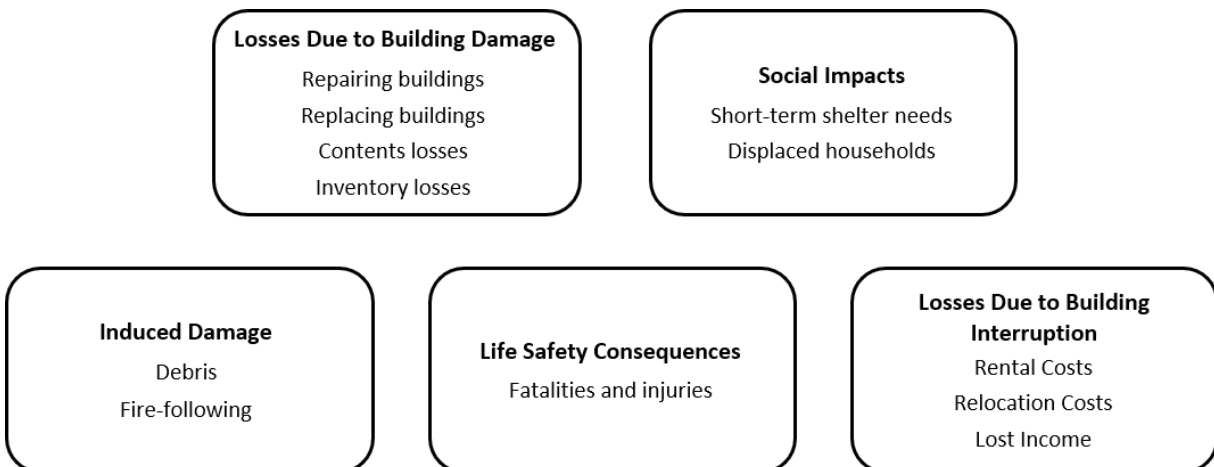 Losses Due to Building Damage
Repairing buildings
Replacing buildings
Contents losses
Inventory losses
Social Impacts
Short-term shelter needs
Displaced households
Induced Damage
Debris
Fire-following
Life Safety Consequences
Fatalities and injuries
Losses Due to Building
Interruption
Rental Costs
Relocation Costs
Lost Income